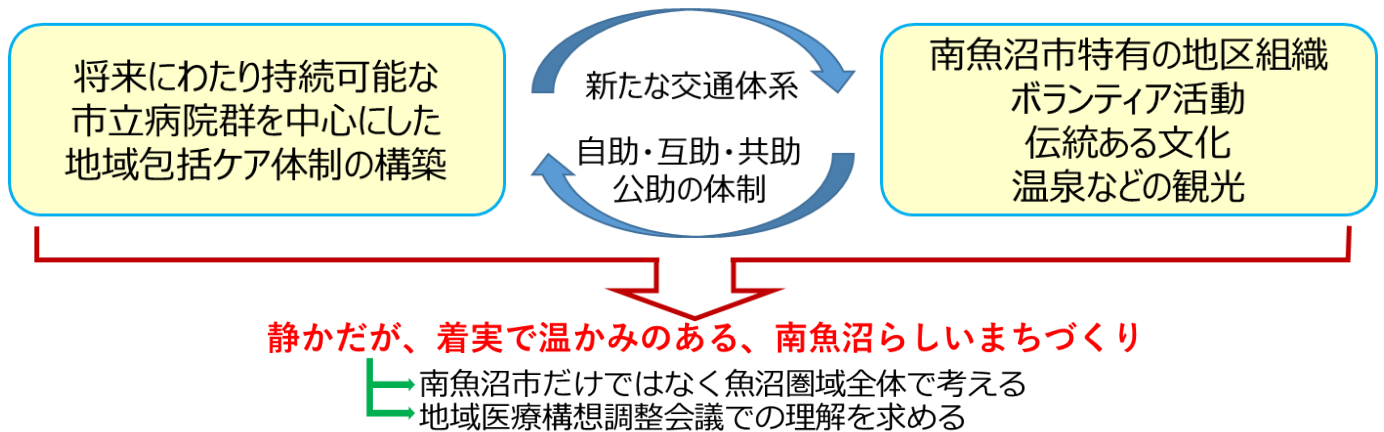 将来にわたり持続可能な
市立病院群を中心にした
地域包括ケア体制の構築
新たな交通体系
自助・互助・共助
公助の体制
南魚沼市特有の地区組織
ボランティア活動
伝統ある文化
温泉などの観光
静かだが、着実で温かみのある、南魚沼らしいまちづくり
南魚沼市だけではなく魚沼圏域全体で考える
地域医療構想調整会議での理解を求める